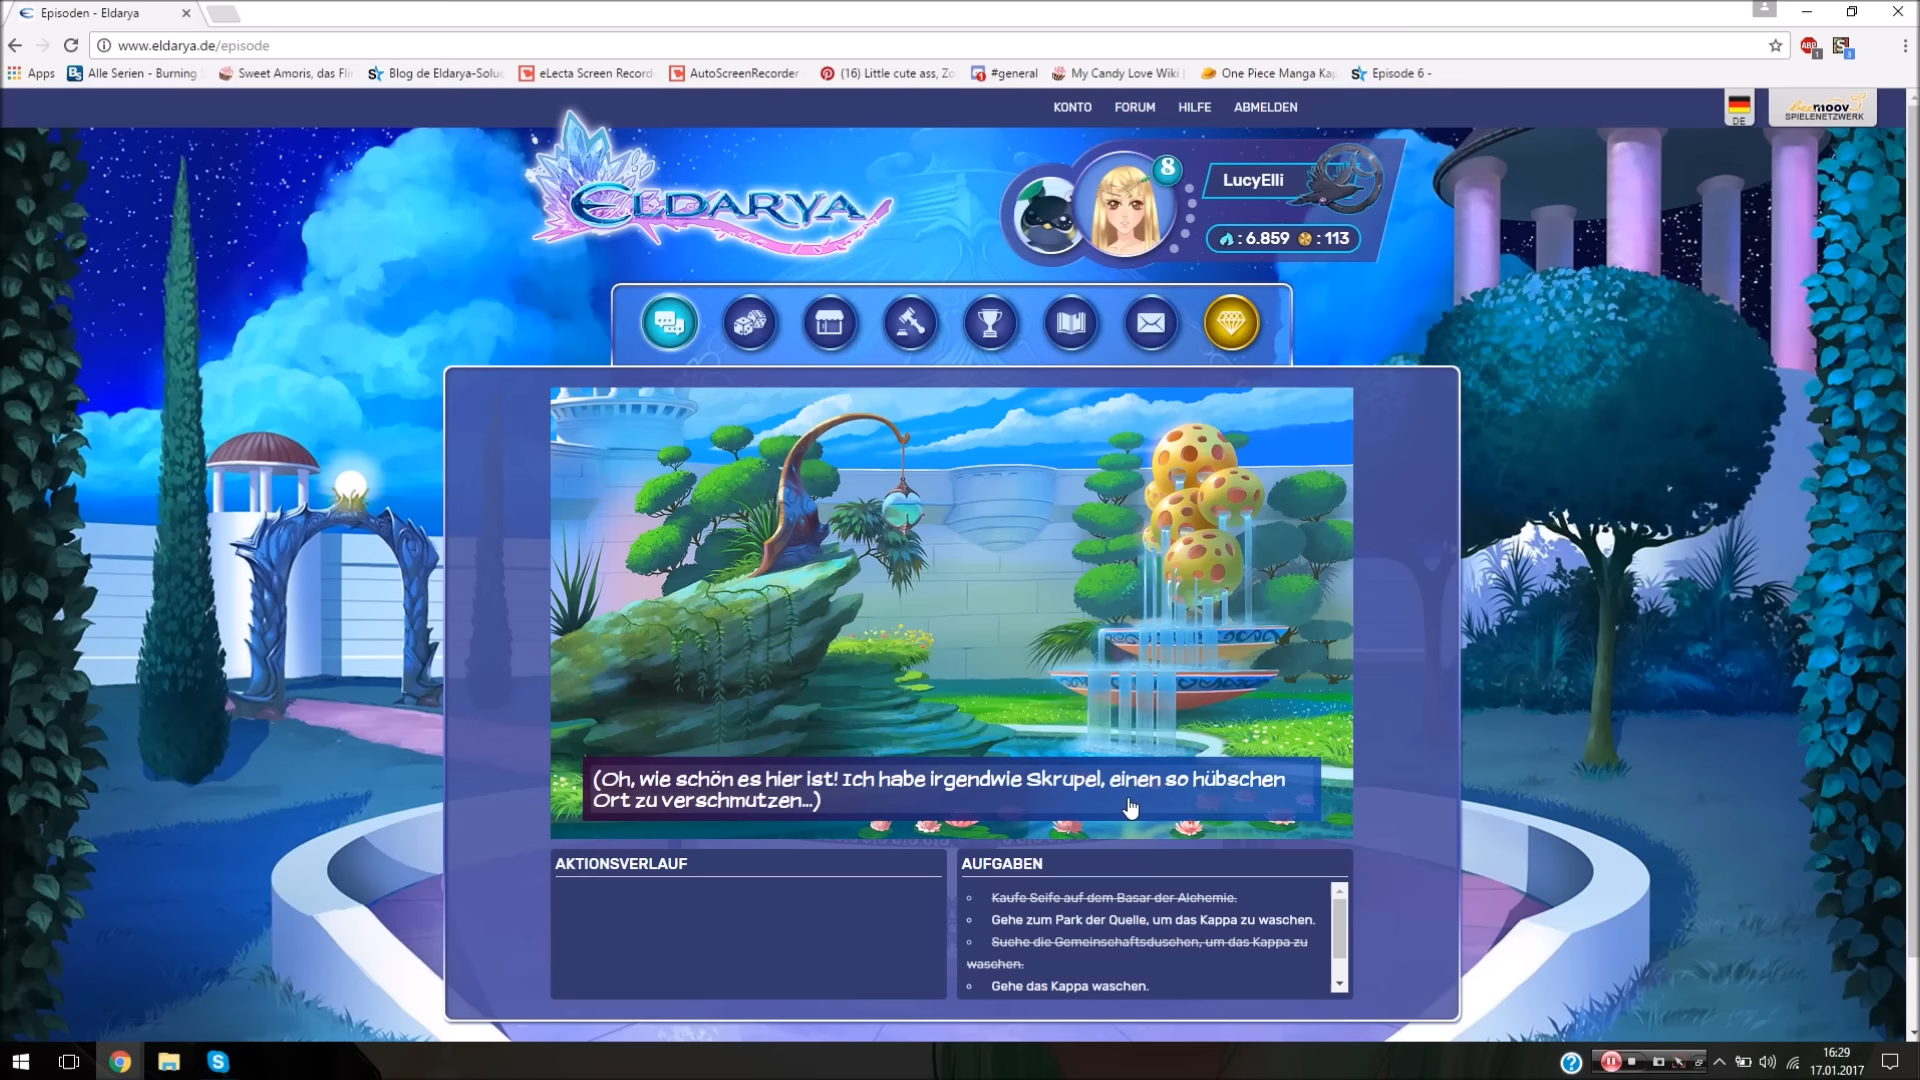 Episoden - Eldarya
www.eldarya.de/episode
Apps
Alle Serien - Burning
Sweet Amoris, das Flir
Blog de Eldarya-Soluc
eLecta Screen Record
AutoScreenRecorder
(16) Little cute ass, Zo
#general
My Candy Love Wiki
One Piece Manga Kap
Episode 6 -
KONTO FORUM HILFE ABMELDEN
DE
moov
SPIELENETZWERK
ELDARYA
8
LucyElli
: 6.859 : 113
(Oh, wie schön es hier ist! Ich habe irgendwie Skrupel, einen so hübschen
Ort zu verschmutzen...)
AKTIONSVERLAUF
AUFGABEN
Kaufe Seife auf dem Basar der Alchemie.
Gehe zum Park der Quelle, um das Kappa zu waschen.
Suche die Gemeinschaftsduschen, um das Kappa zu
waschen.
Gehe das Kappa waschen.
16:29
17.01.2017